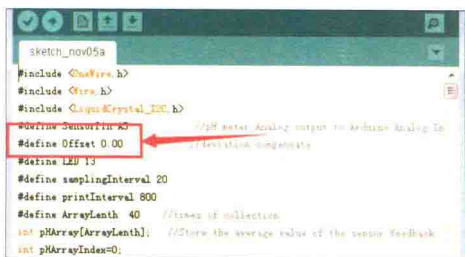 sketch_nov05a
#include <OneWire.h>
#include <Wire.h>
#include <LiquidCrystal_I2C.h>
#define SensorPin A3 //pH meter Analog output to Arduino Analog In
#define Offset 0.00 //deviation compensate
#define LED 13
#define samplingInterval 20
#define printInterval 800
#define ArrayLenth 40 //times of collection
int pHArray[ArrayLenth]; //Store the average value of the sensor feedback
int pHArrayIndex=0;